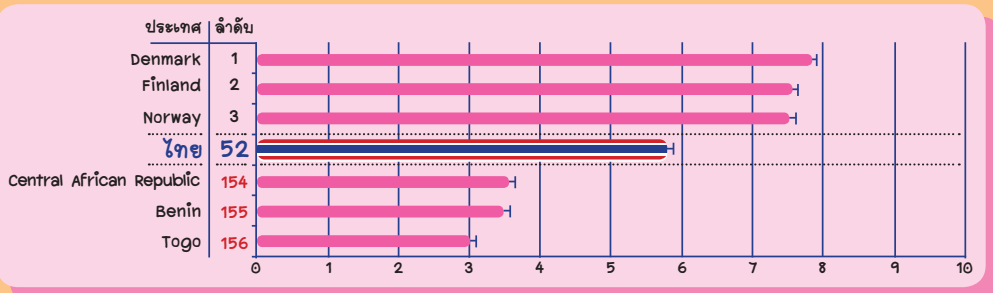 ประเทศ ลำดับ
Denmark 1
Finland 2
Norway 3
ไทย 52
Central African Republic 154
Benin 155
Togo 156
0 1 2 3 4 5 6 7 8 9 10